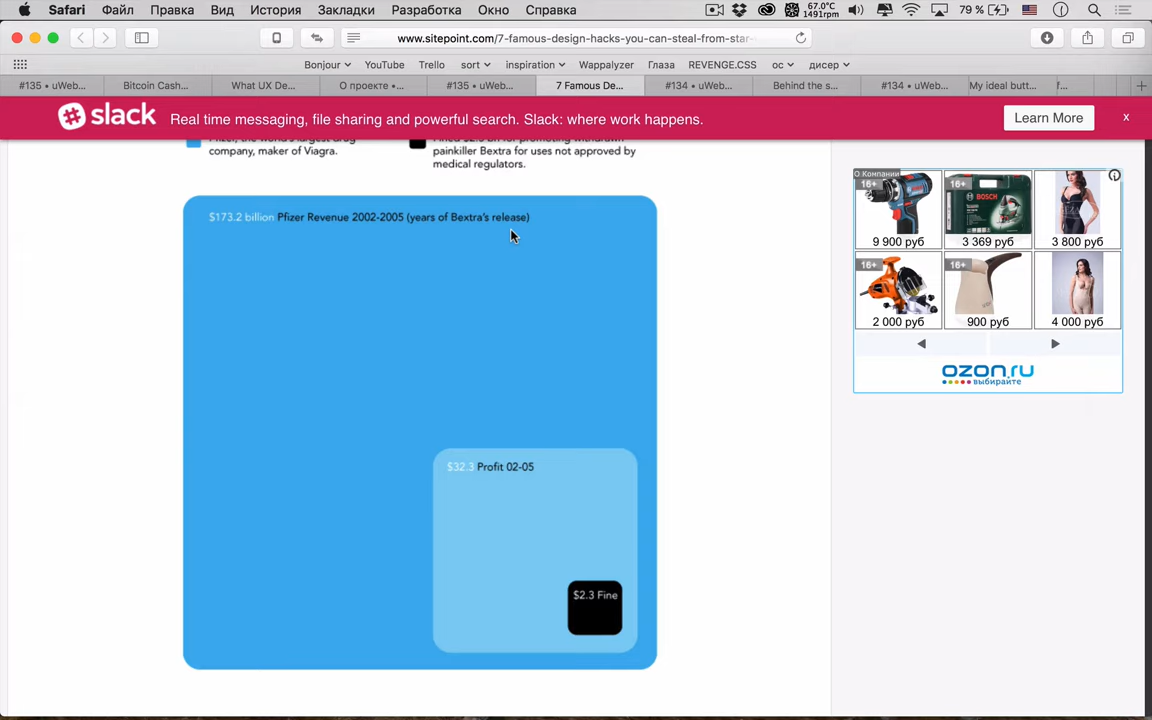 Safari Файл Правка Вид История Закладки Разработка Окно Справка 67.0°C 1491rpm 79 %
www.sitepoint.com/7-famous-design-hacks-you-can-steal-from-star-
Bonjour YouTube Trello sort inspiration Wappalyzer Глаза REVENGE.CSS ос дисер
#135 • uWeb... Bitcoin Cash... What UX De... О проекте •... #135 • uWeb... 7 Famous De... #134 • uWeb... Behind the s... #134 • uWeb... My ideal butt... f...
slack Real time messaging, file sharing and powerful search. Slack: where work happens. Learn More x
company, maker of Viagra.
painkiller Bextra for uses not approved by
medical regulators.
$173.2 billion Pfizer Revenue 2002-2005 (years of Bextra's release)
$32.3 Profit 02-05
$2.3 Fine
О Компании
16+ 16+
BOSCH
9 900 руб 3 369 руб 3 800 руб
16+ 16+
2 000 руб 900 руб 4 000 руб
ozon.ru
выбирайте